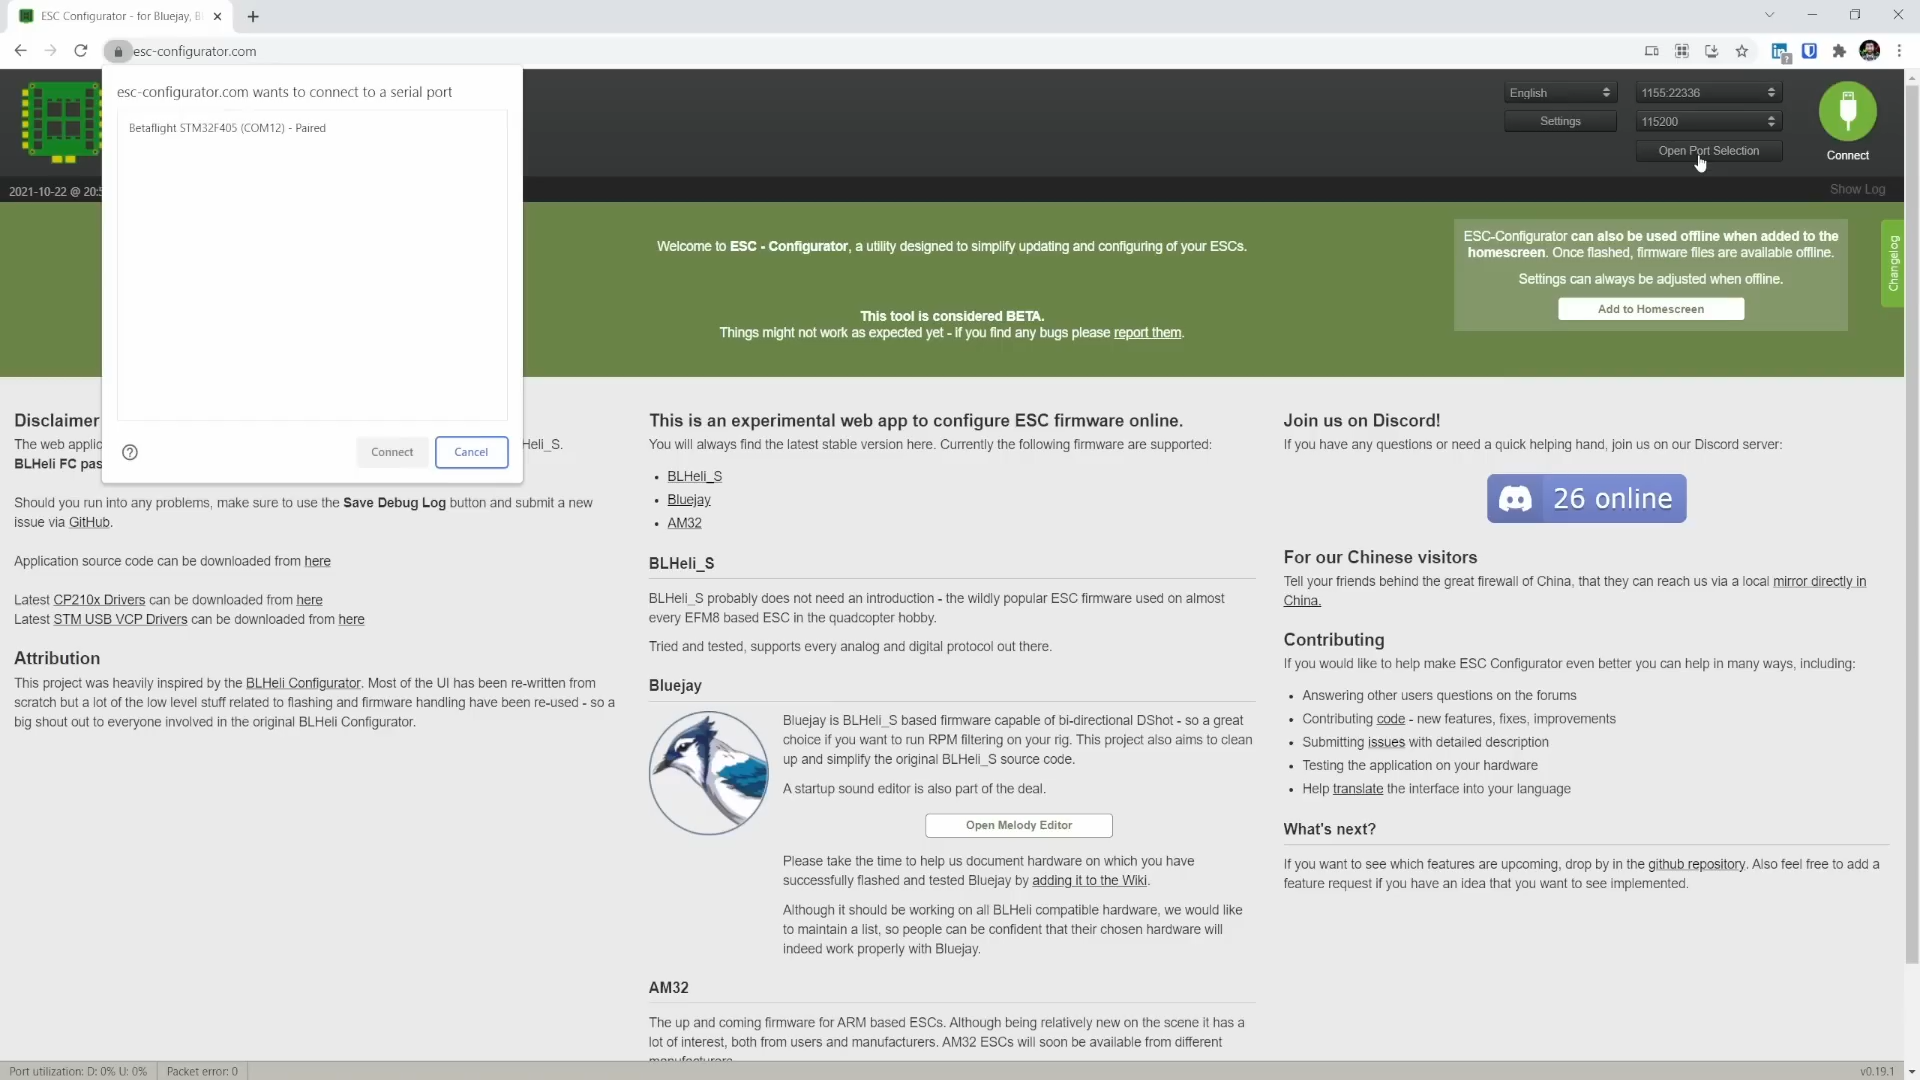 ESC Configurator - for Bluejay, B
esc-configurator.com
esc-configurator.com wants to connect to a serial port
Betaflight STM32F405 (COM12) - Paired
Connect
Cancel
English
Settings
1155:22336
115200
Open Port Selection
Connect
2021-10-22 @ 20:5
Show Log
Welcome to ESC - Configurator, a utility designed to simplify updating and configuring of your ESCs.
This tool is considered BETA.
Things might not work as expected yet - if you find any bugs please report them.
ESC-Configurator can also be used offline when added to the
homescreen. Once flashed, firmware files are available offline.
Settings can always be adjusted when offline.
Add to Homescreen
Changelog
Disclaimer
The web applic
Heli_S.
BLHeli FC pas
Should you run into any problems, make sure to use the Save Debug Log button and submit a new
issue via GitHub.
Application source code can be downloaded from here
Latest CP210x Drivers can be downloaded from here
Latest STM USB VCP Drivers can be downloaded from here
Attribution
This project was heavily inspired by the BLHeli Configurator. Most of the UI has been re-written from
scratch but a lot of the low level stuff related to flashing and firmware handling have been re-used - so a
big shout out to everyone involved in the original BLHeli Configurator.
This is an experimental web app to configure ESC firmware online.
You will always find the latest stable version here. Currently the following firmware are supported:
• BLHeli_S
• Bluejay
• AM32
BLHeli_S
BLHeli_S probably does not need an introduction - the wildly popular ESC firmware used on almost
every EFM8 based ESC in the quadcopter hobby.
Tried and tested, supports every analog and digital protocol out there.
Bluejay
Bluejay is BLHeli_S based firmware capable of bi-directional DShot - so a great
choice if you want to run RPM filtering on your rig. This project also aims to clean
up and simplify the original BLHeli_S source code.
A startup sound editor is also part of the deal.
Open Melody Editor
Please take the time to help us document hardware on which you have
successfully flashed and tested Bluejay by adding it to the Wiki.
Although it should be working on all BLHeli compatible hardware, we would like
to maintain a list, so people can be confident that their chosen hardware will
indeed work properly with Bluejay.
AM32
The up and coming firmware for ARM based ESCs. Although being relatively new on the scene it has a
lot of interest, both from users and manufacturers. AM32 ESCs will soon be available from different
manufacturers.
Join us on Discord!
If you have any questions or need a quick helping hand, join us on our Discord server:
26 online
For our Chinese visitors
Tell your friends behind the great firewall of China, that they can reach us via a local mirror directly in
China.
Contributing
If you would like to help make ESC Configurator even better you can help in many ways, including:
• Answering other users questions on the forums
• Contributing code - new features, fixes, improvements
• Submitting issues with detailed description
• Testing the application on your hardware
• Help translate the interface into your language
What's next?
If you want to see which features are upcoming, drop by in the github repository. Also feel free to add a
feature request if you have an idea that you want to see implemented.
Port utilization: D: 0% U: 0%
Packet error: 0
v0.19.1